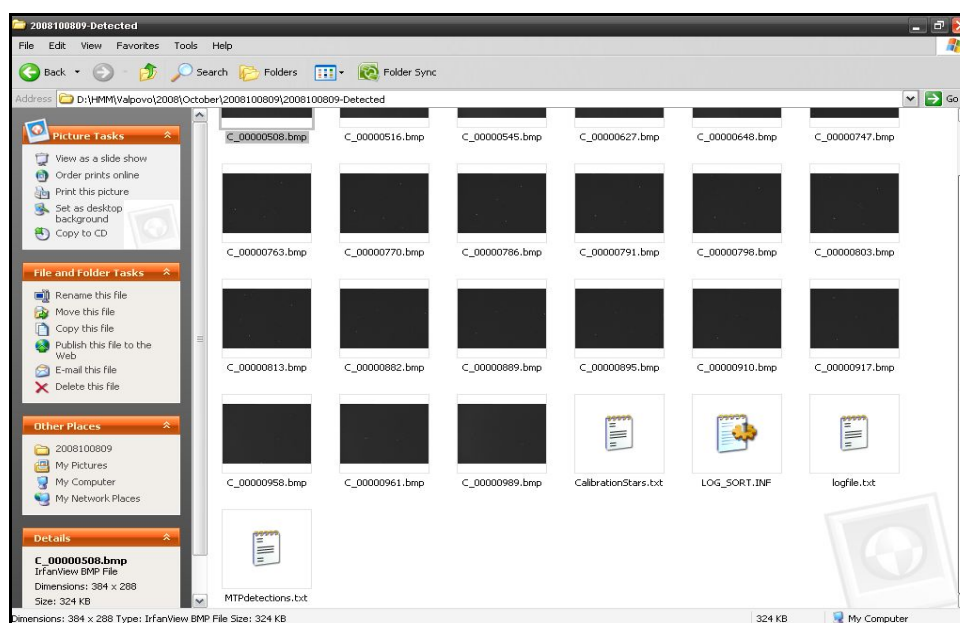 2008100809-Detected
File Edit View Favorites Tools Help
Back Search Folders Folder Sync
Address D:\HMM\Valpovo\2008\October\2008100809\2008100809-Detected Go
Picture Tasks
View as a slide show
Order prints online
Print this picture
Set as desktop
background
Copy to CD
File and Folder Tasks
Rename this file
Move this file
Copy this file
Publish this file to the
Web
E-mail this file
Delete this file
Other Places
2008100809
My Pictures
My Computer
My Network Places
Details
C_00000508.bmp
IrfanView BMP File
Dimensions: 384 x 288
Size: 324 KB
C_00000508.bmp C_00000516.bmp C_00000545.bmp C_00000627.bmp C_00000648.bmp C_00000747.bmp
C_00000763.bmp C_00000770.bmp C_00000786.bmp C_00000791.bmp C_00000798.bmp C_00000803.bmp
C_00000813.bmp C_00000882.bmp C_00000889.bmp C_00000895.bmp C_00000910.bmp C_00000917.bmp
C_00000958.bmp C_00000961.bmp C_00000989.bmp CalibrationStars.txt LOG_SORT.INF logfile.txt
MTPdetections.txt
Dimensions: 384 x 288 Type: IrfanView BMP File Size: 324 KB 324 KB My Computer